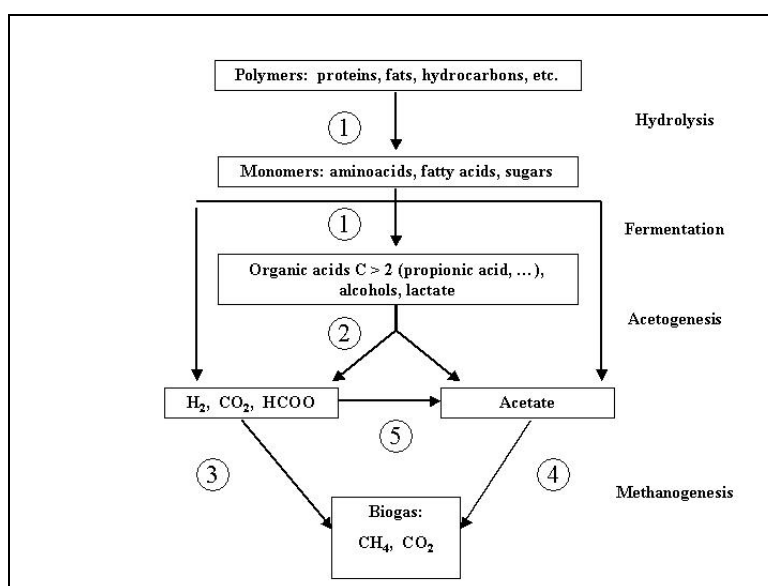 Polymers: proteins, fats, hydrocarbons, etc.
Hydrolysis
1
Monomers: aminoacids, fatty acids, sugars
Fermentation
1
Organic acids C > 2 (propionic acid, ...),
alcohols, lactate
Acetogenesis
2
H₂, CO₂, HCOO
Acetate
5
3
4
Methanogenesis
Biogas:
CH₄, CO₂